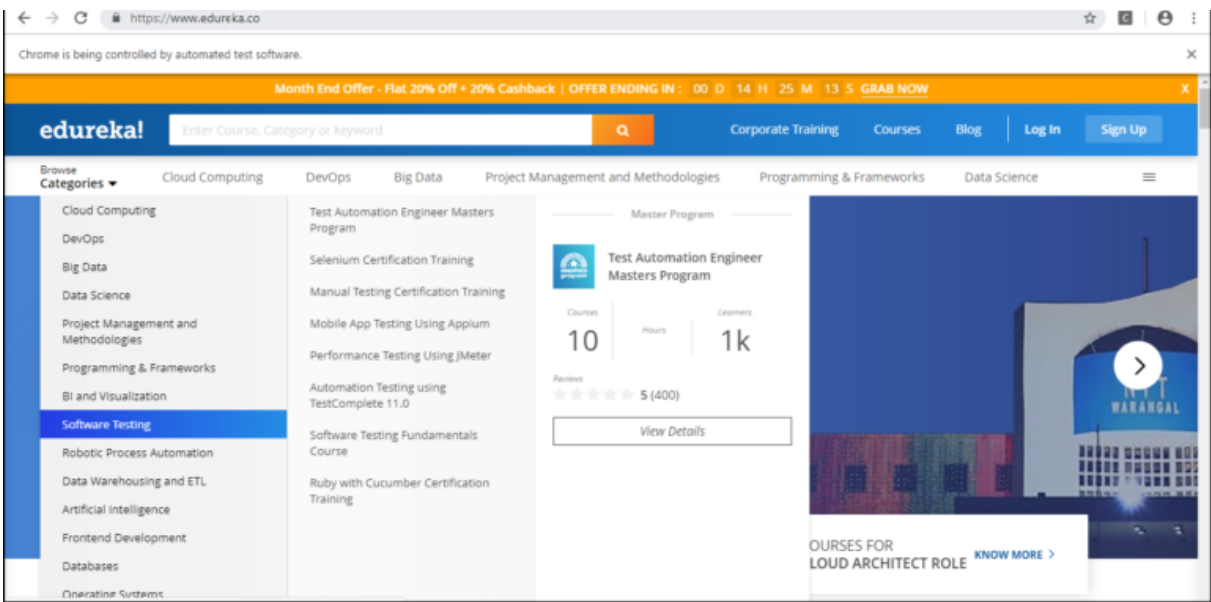 https://www.edureka.co
Chrome is being controlled by automated test software.
Month End Offer - Flat 20% Off + 20% Cashback | OFFER ENDING IN : 00 D 14 H 25 M 13 S GRAB NOW X
edureka!
Enter Course, Category or keyword
Corporate Training
Courses
Blog
Log In
Sign Up
Browse
Categories
Cloud Computing
DevOps
Big Data
Project Management and Methodologies
Programming & Frameworks
Data Science
Cloud Computing
DevOps
Big Data
Data Science
Project Management and
Methodologies
Programming & Frameworks
BI and Visualization
Software Testing
Robotic Process Automation
Data Warehousing and ETL
Artificial Intelligence
Frontend Development
Databases
Operating Systems
Test Automation Engineer Masters
Program
Selenium Certification Training
Manual Testing Certification Training
Mobile App Testing Using Appium
Performance Testing Using JMeter
Automation Testing using
TestComplete 11.0
Software Testing Fundamentals
Course
Ruby with Cucumber Certification
Training
Master Program
masters
program
Test Automation Engineer
Masters Program
Courses
10
Hours
Learners
1k
Reviews
5 (400)
View Details
NIT
WARANGAL
OURSES FOR
LOUD ARCHITECT ROLE
KNOW MORE >